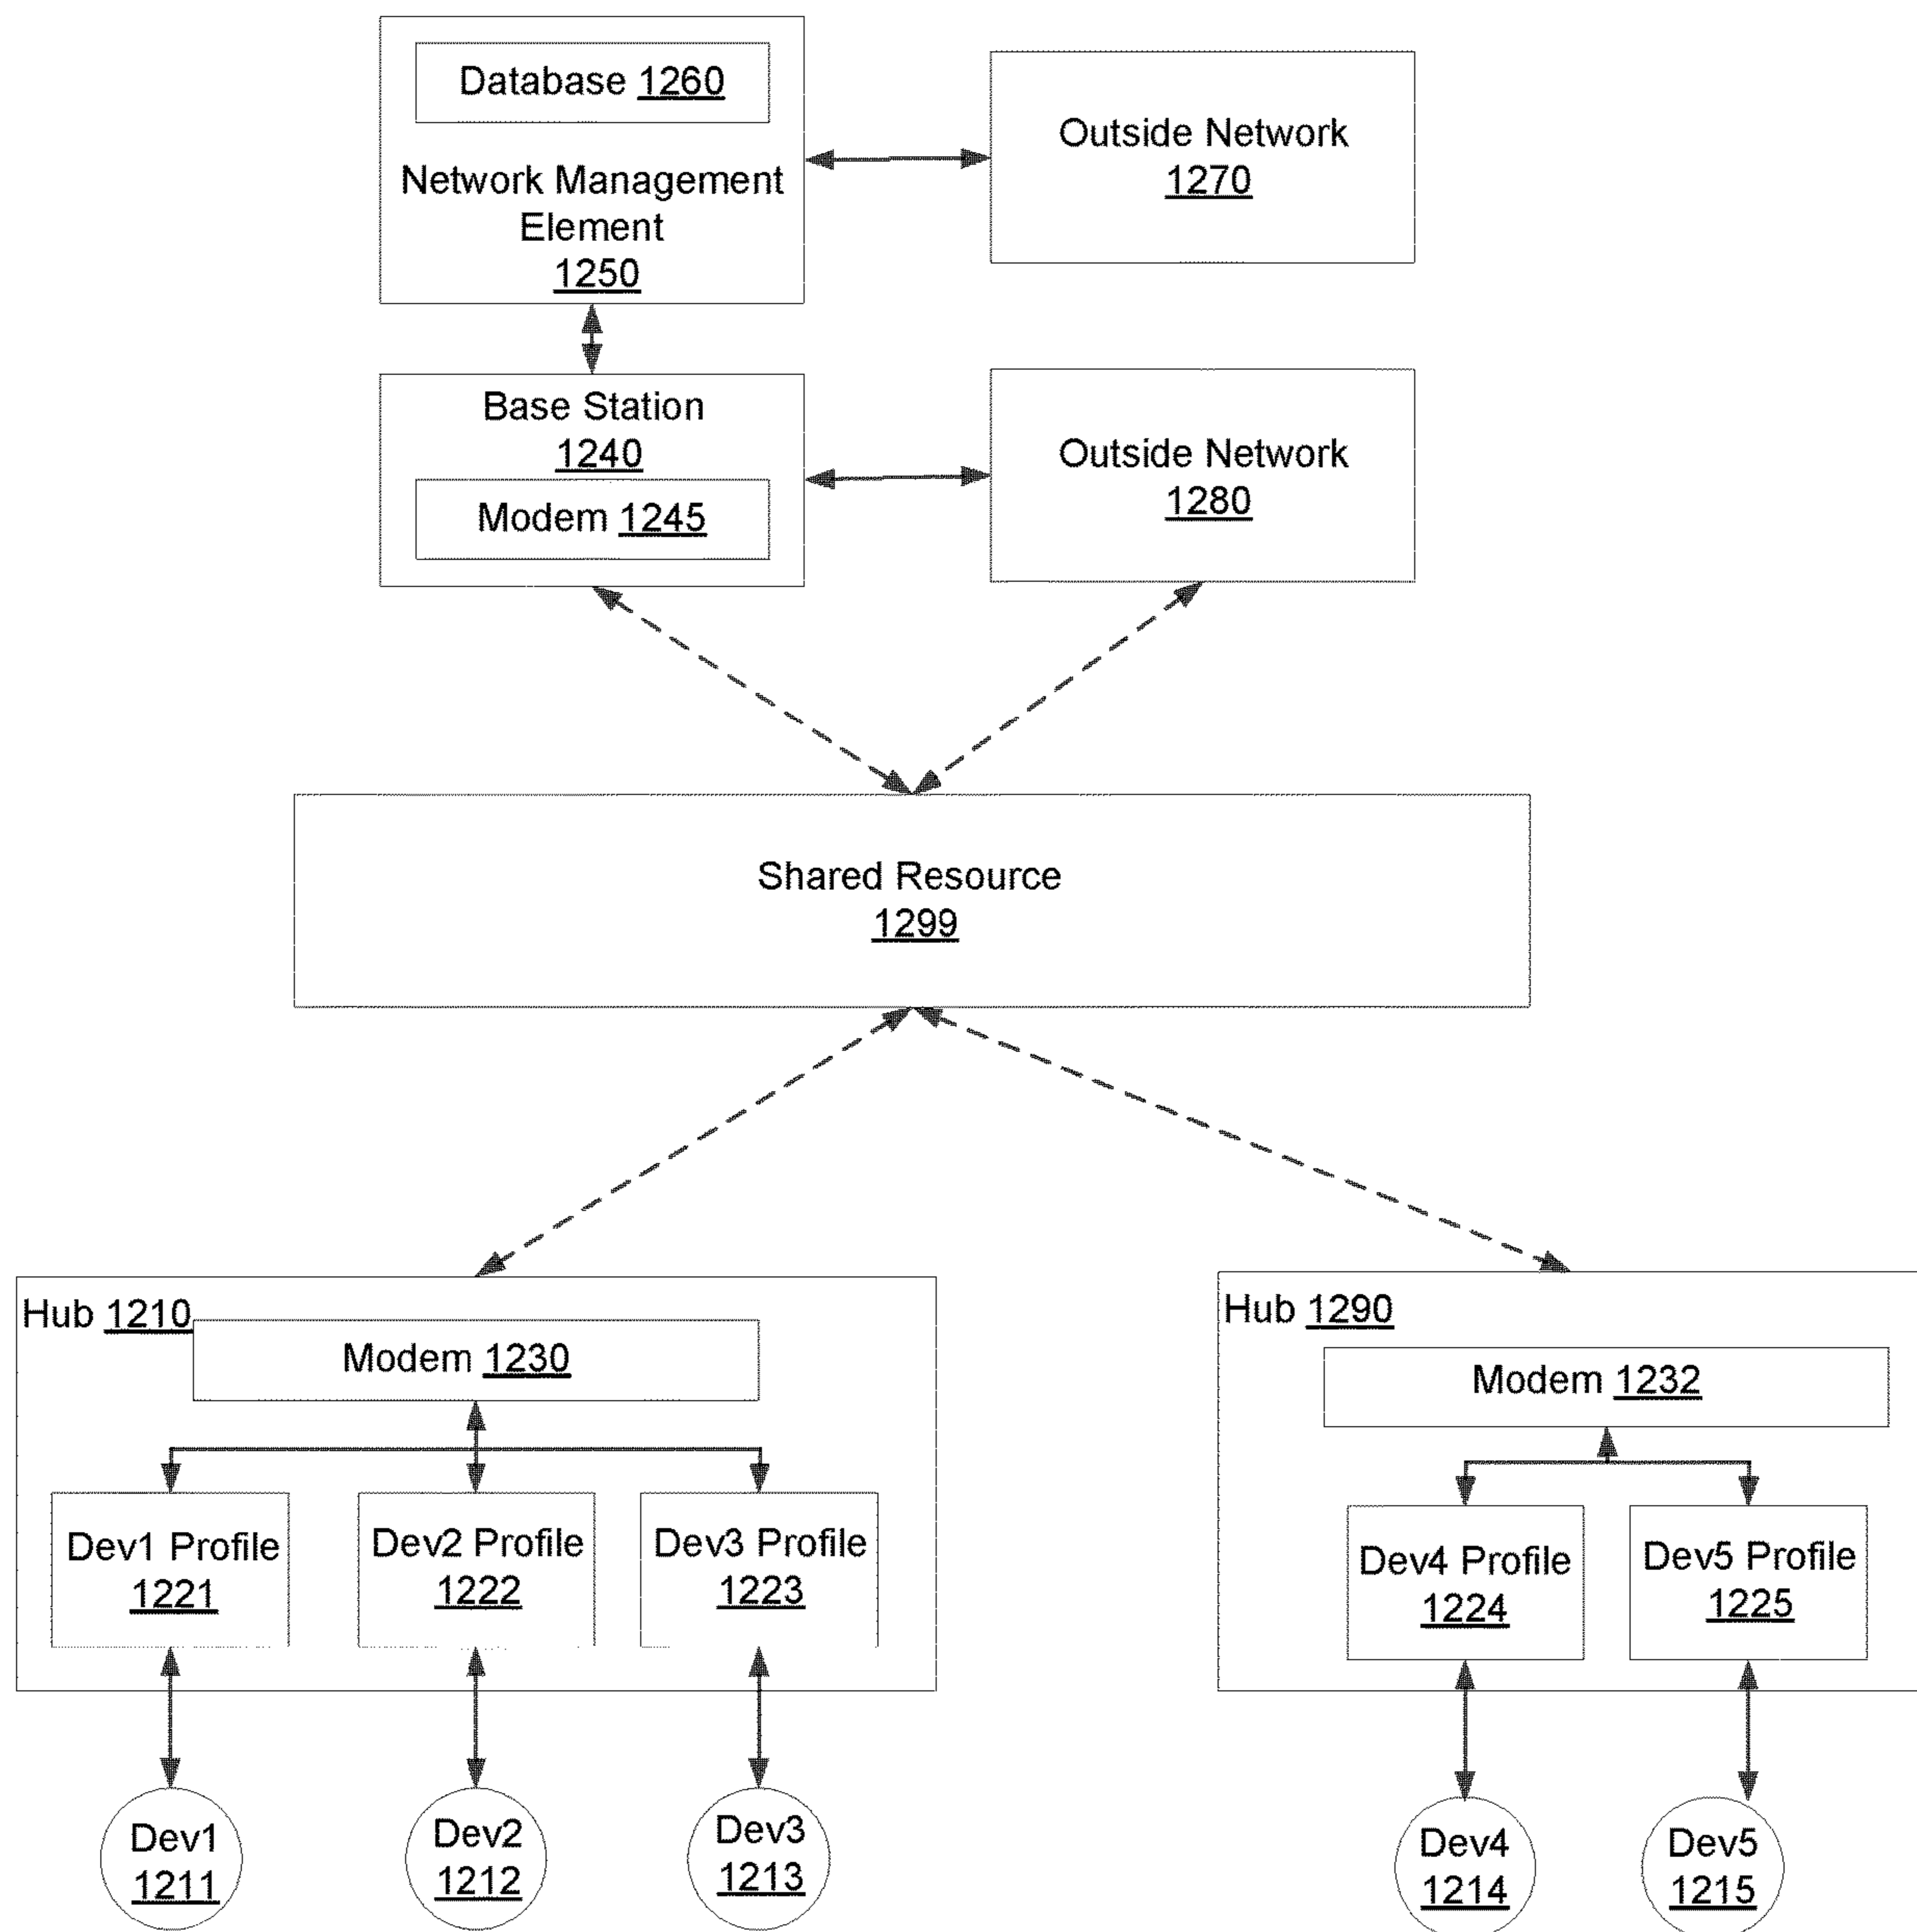 Database 1260
Network Management
Element
1250
Outside Network
1270
Base Station
1240
Modem 1245
Outside Network
1280
Shared Resource
1299
Hub 1210
Modem 1230
Dev1 Profile
1221
Dev2 Profile
1222
Dev3 Profile
1223
Dev1
1211
Dev2
1212
Dev3
1213
Hub 1290
Modem 1232
Dev4 Profile
1224
Dev5 Profile
1225
Dev4
1214
Dev5
1215